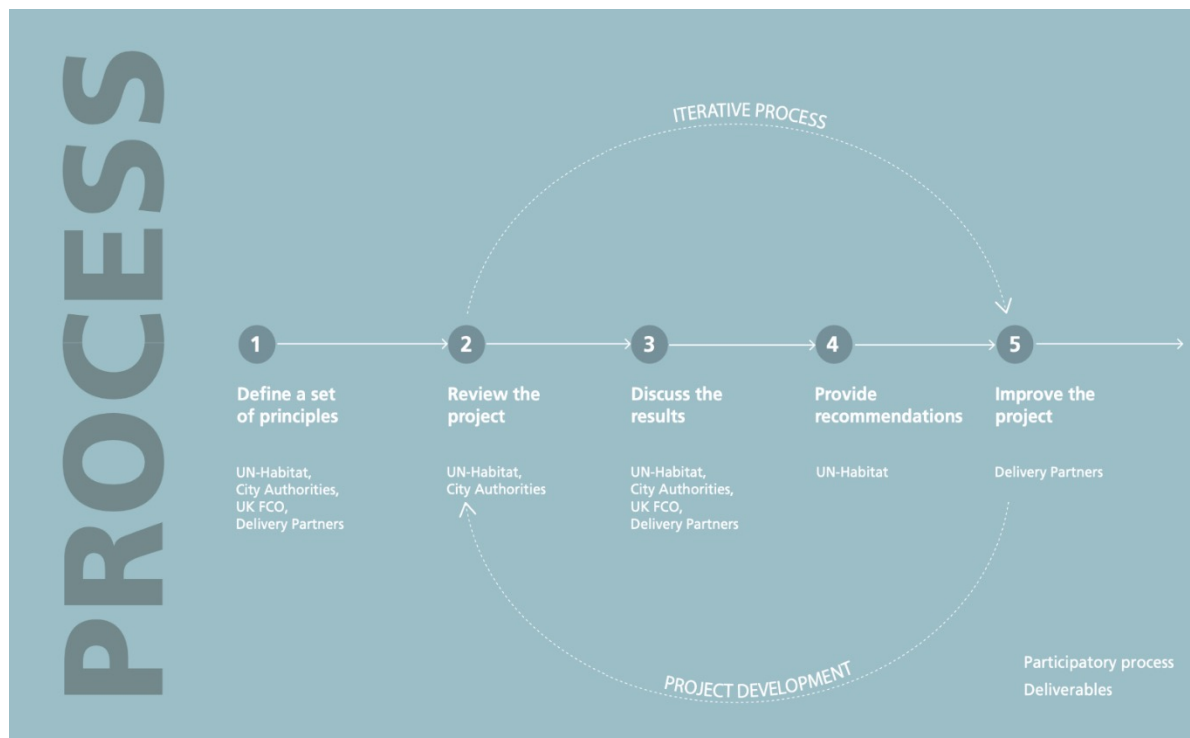 PROCESS
ITERATIVE PROCESS
1
2
3
4
5
Define a set
of principles
Review the
project
Discuss the
results
Provide
recommendations
Improve the
project
UN-Habitat,
City Authorities,
UK FCO,
Delivery Partners
UN-Habitat,
City Authorities
UN-Habitat,
City Authorities,
UK FCO,
Delivery Partners
UN-Habitat
Delivery Partners
PROJECT DEVELOPMENT
Participatory process
Deliverables